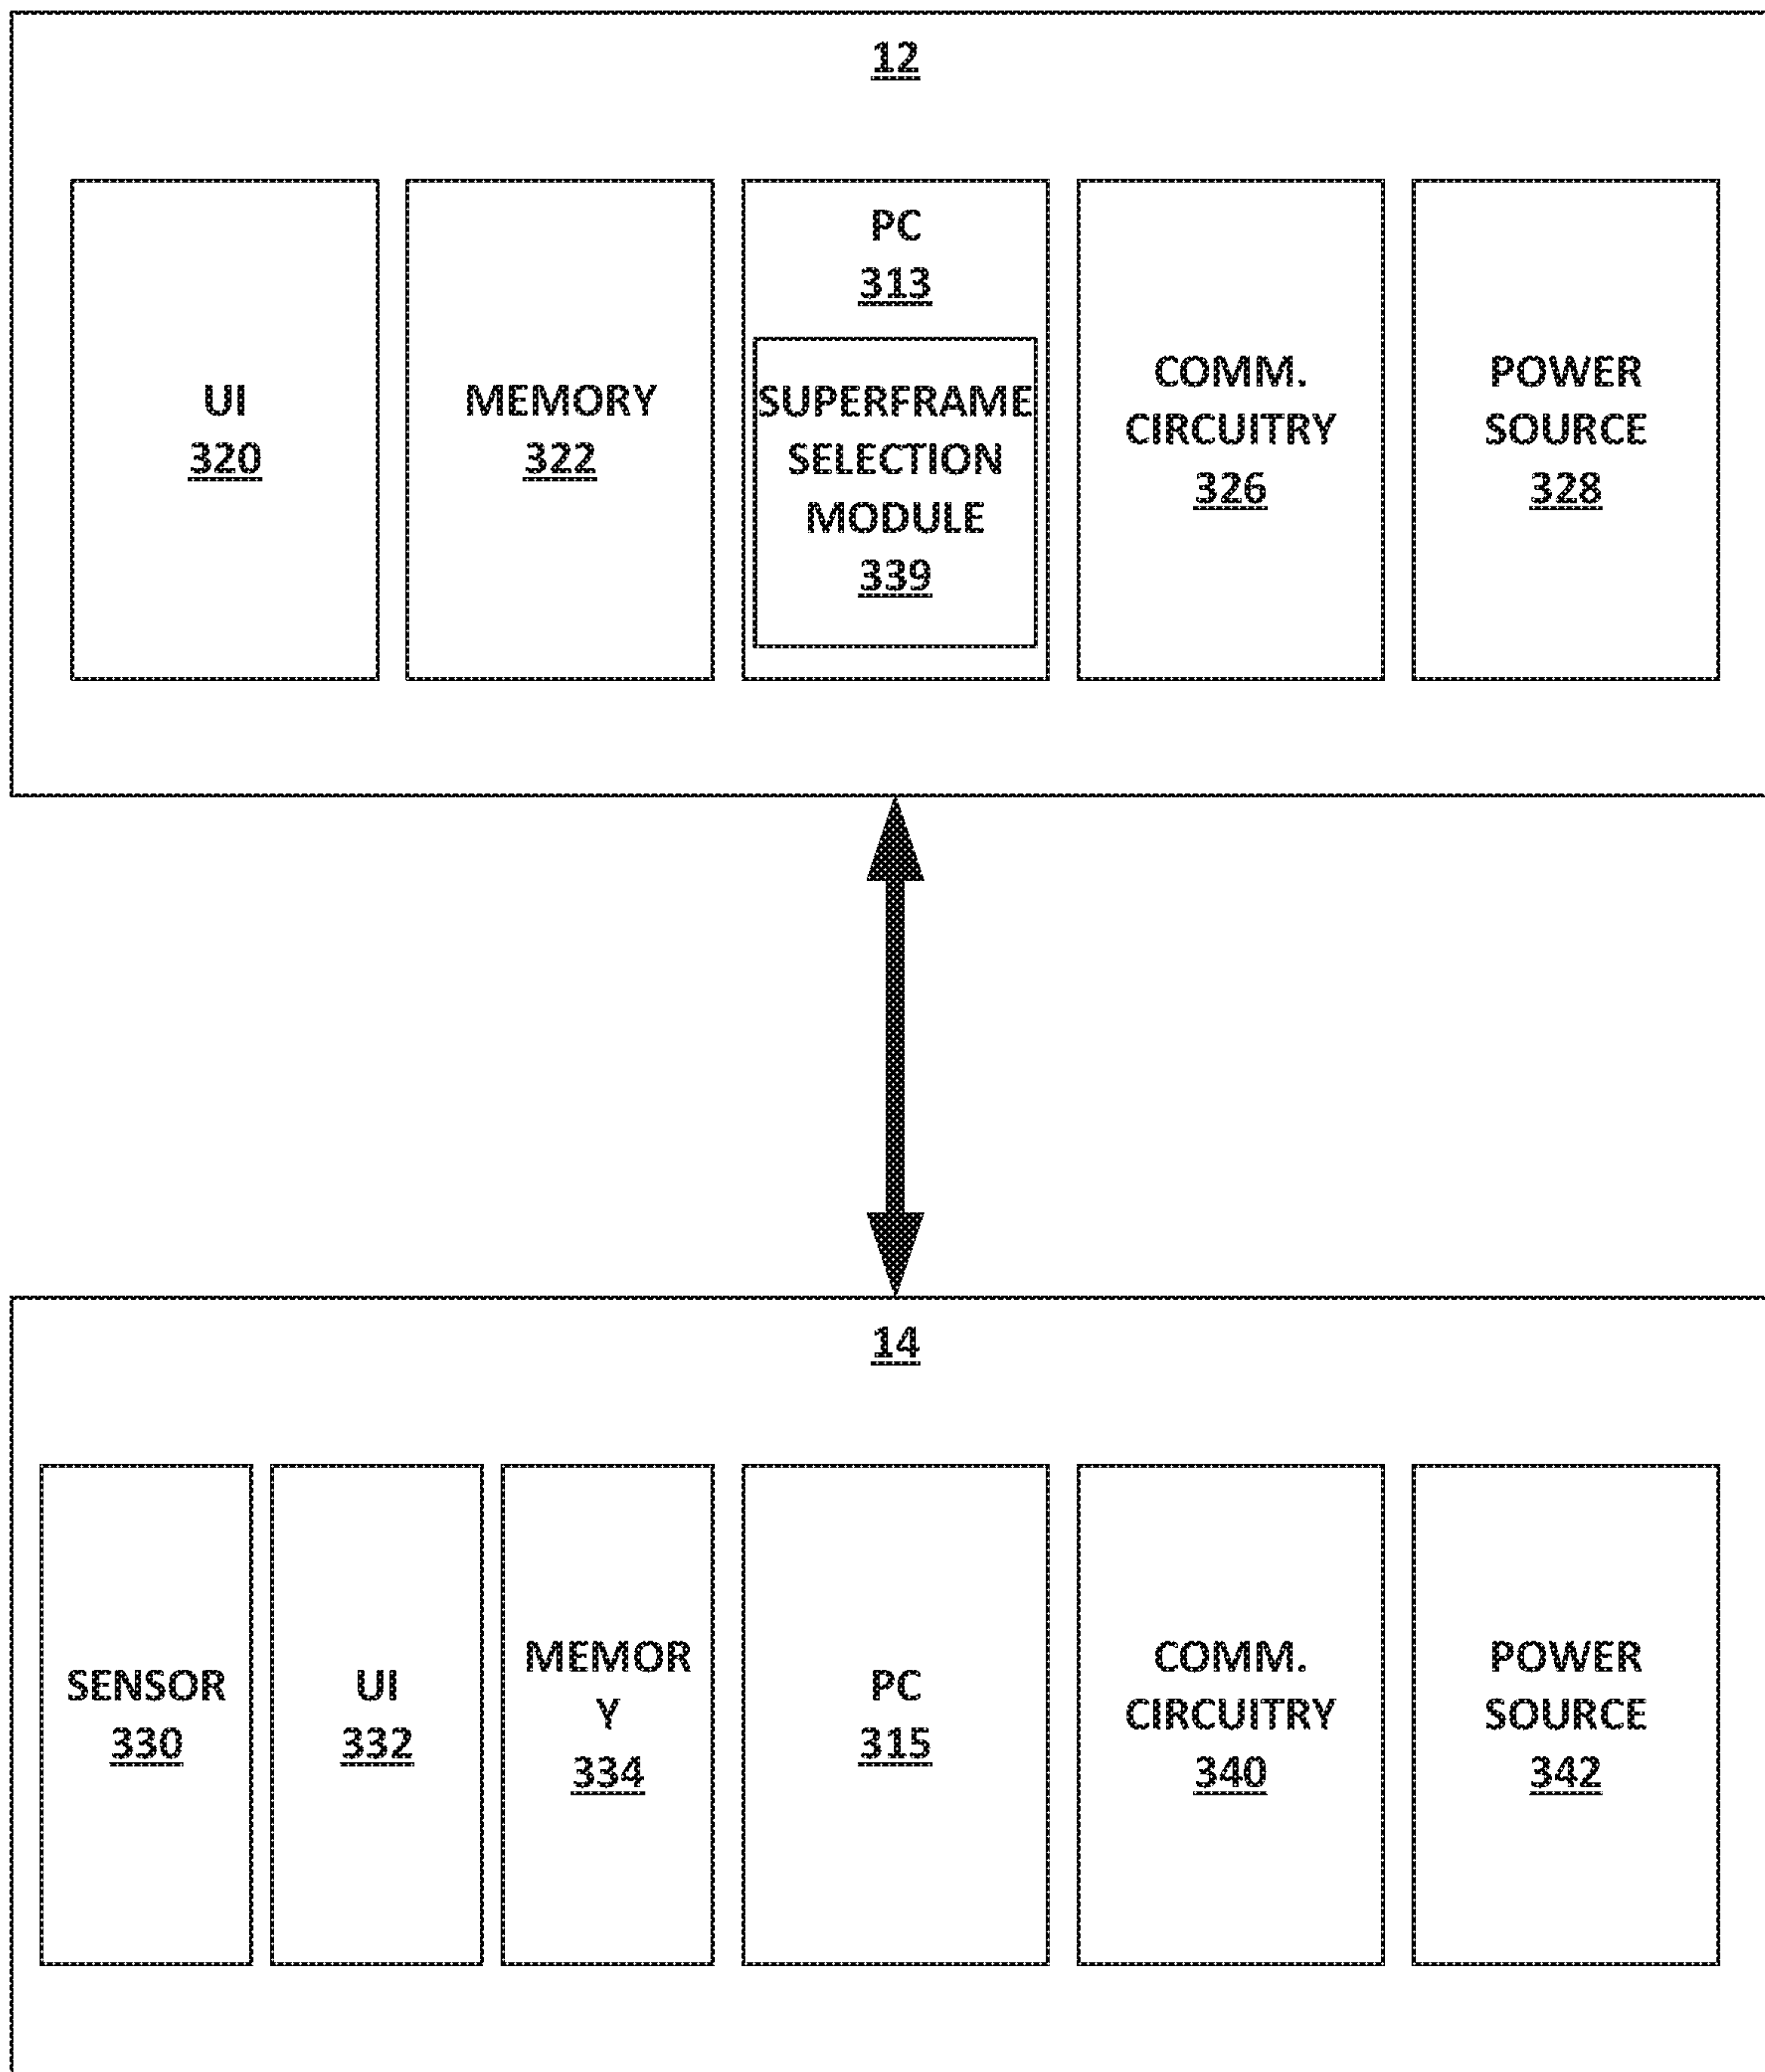 12
UI
320
MEMORY
322
PC
313
SUPERFRAME
SELECTION
MODULE
339
COMM.
CIRCUITRY
326
POWER
SOURCE
328
14
SENSOR
330
UI
332
MEMOR
Y
334
PC
315
COMM.
CIRCUITRY
340
POWER
SOURCE
342